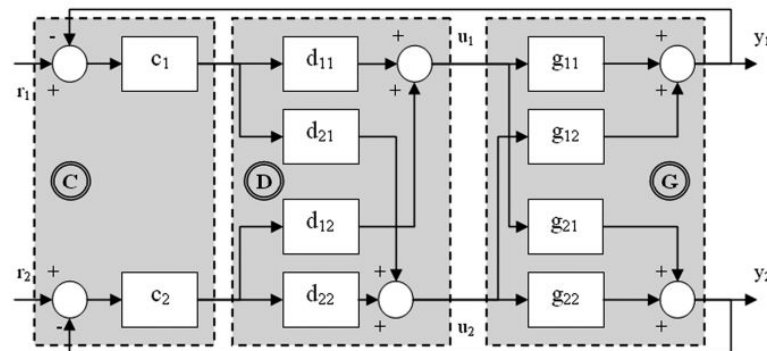 - + + u₁ + y₁
c₁ d₁₁ g₁₁
r₁ + + +
d₂₁ g₁₂
C D G
d₁₂ g₂₁
r₂ + + + y₂
c₂ d₂₂ g₂₂
- + u₂ +